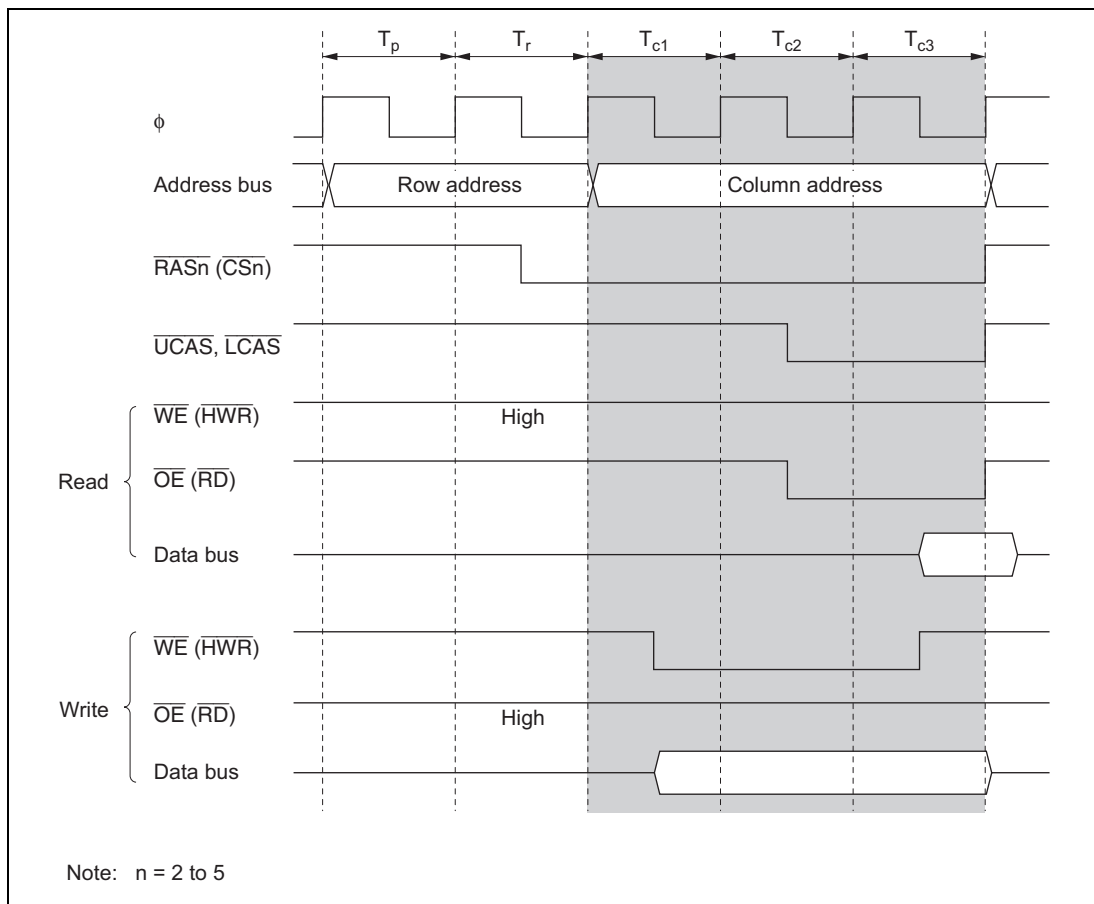 Tp Tr Tc1 Tc2 Tc3
φ
Address bus Row address Column address
RASn (CSn)
UCAS, LCAS
Read
WE (HWR) High
OE (RD)
Data bus
Write
WE (HWR)
OE (RD) High
Data bus
Note: n = 2 to 5